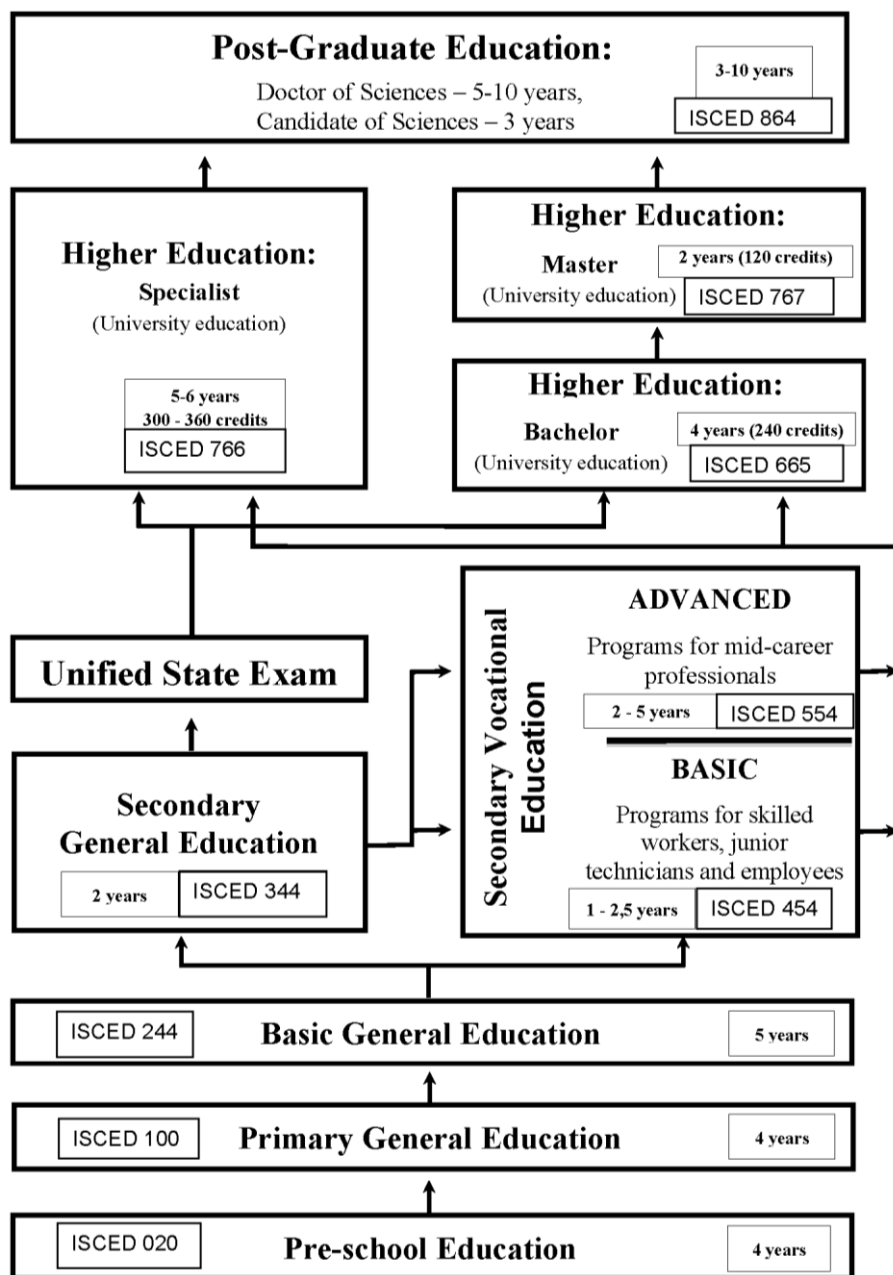 Post-Graduate Education:
Doctor of Sciences – 5-10 years,
Candidate of Sciences – 3 years
3-10 years
ISCED 864
Higher Education:
Specialist
(University education)
5-6 years
300 - 360 credits
ISCED 766
Higher Education:
Master
(University education)
2 years (120 credits)
ISCED 767
Higher Education:
Bachelor
(University education)
4 years (240 credits)
ISCED 665
Unified State Exam
Secondary Vocational
Education
ADVANCED
Programs for mid-career
professionals
2 - 5 years
ISCED 554
BASIC
Programs for skilled
workers, junior
technicians and employees
1 - 2,5 years
ISCED 454
Secondary
General Education
2 years
ISCED 344
ISCED 244
Basic General Education
5 years
ISCED 100
Primary General Education
4 years
ISCED 020
Pre-school Education
4 years